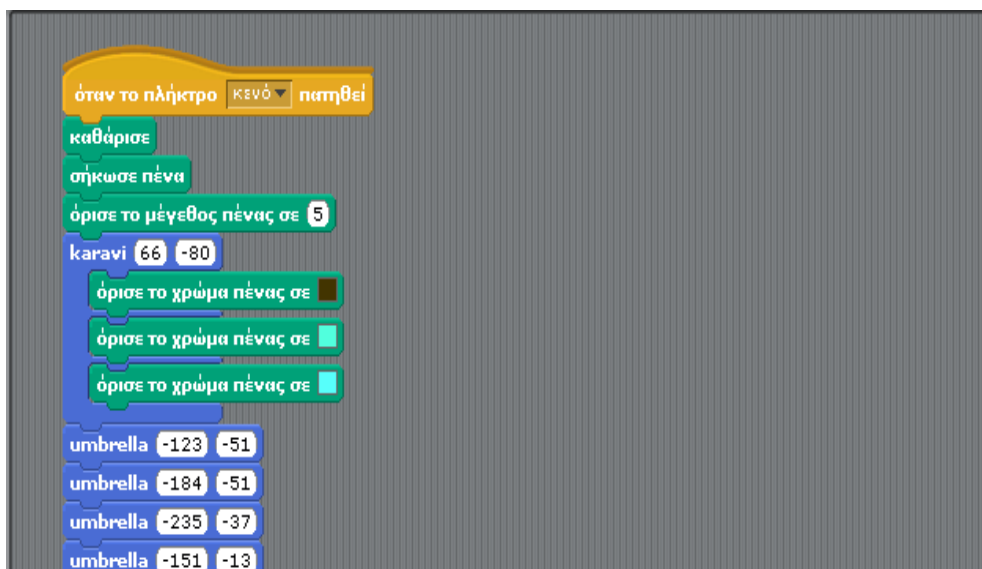 όταν το πλήκτρο κενό πατηθεί
καθάρισε
σήκωσε πένα
όρισε το μέγεθος πένας σε 5
karavi 66 -80
όρισε το χρώμα πένας σε
όρισε το χρώμα πένας σε
όρισε το χρώμα πένας σε
umbrella -123 -51
umbrella -184 -51
umbrella -235 -37
umbrella -151 -13